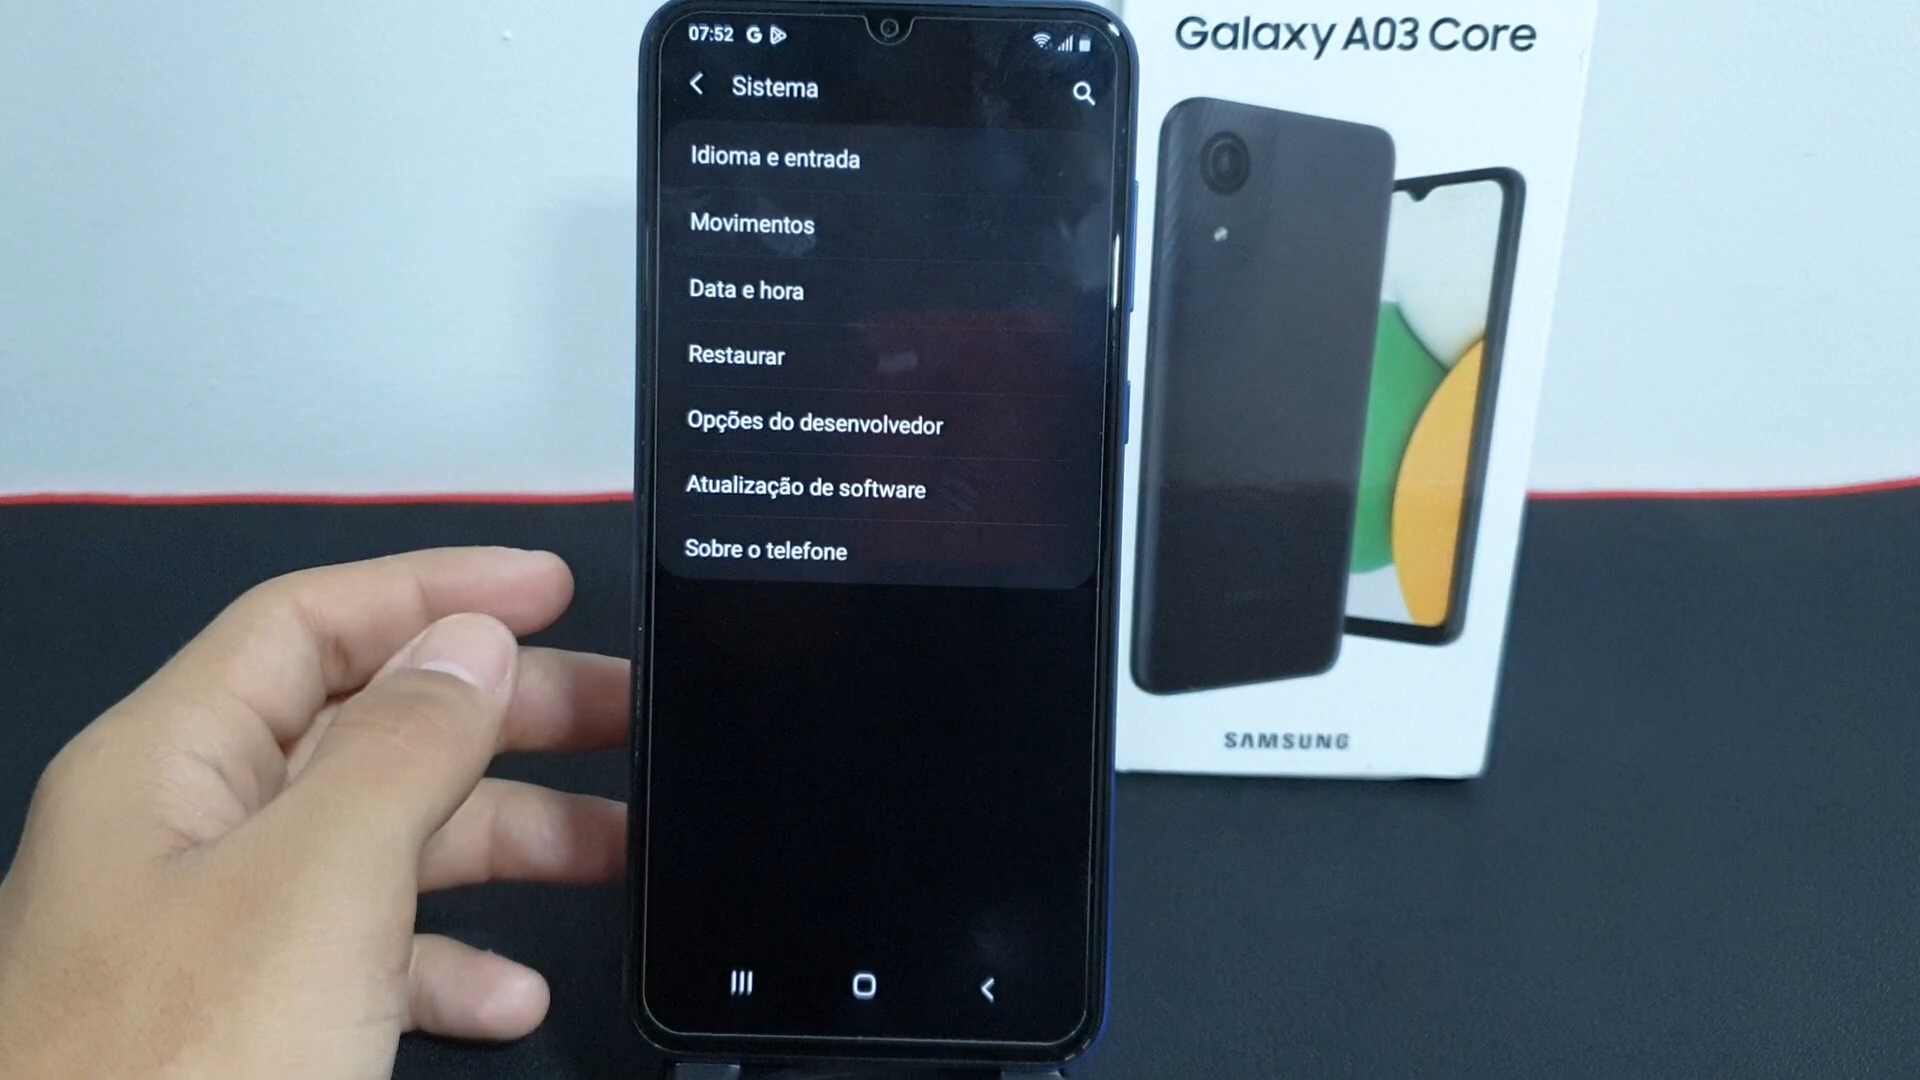 Galaxy A03 Core
07:52
Sistema
Idioma e entrada
Movimentos
Data e hora
Restaurar
Opções do desenvolvedor
Atualização de software
Sobre o telefone
SAMSUNG